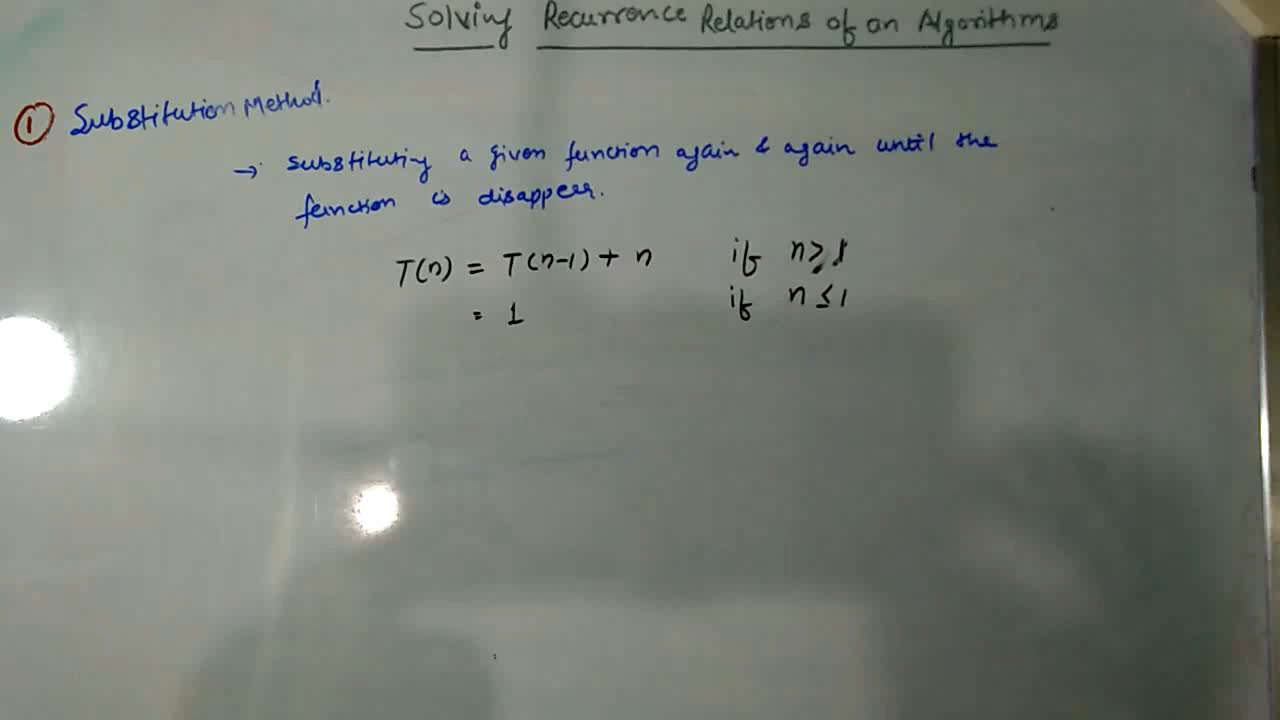 Solving Recurrence Relations of an Algorithms
① Substitution Method.
→ substituting a given function again & again until the
function is disappear.
T(n) = T(n-1) + n if n > 1
= 1 if n ≤ 1